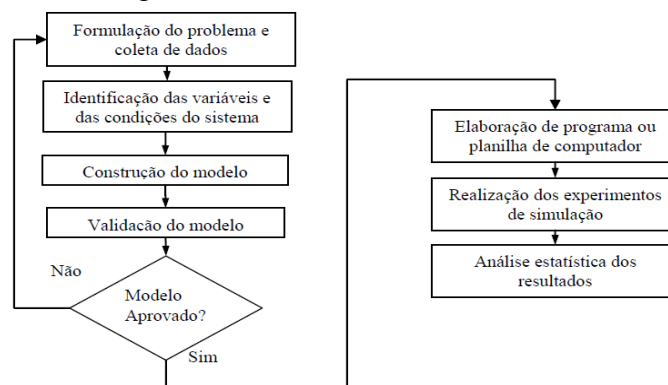 Formulação do problema e
coleta de dados
Identificação das variáveis e
das condições do sistema
Construção do modelo
Validacão do modelo
Não
Modelo
Aprovado?
Sim
Elaboração de programa ou
planilha de computador
Realização dos experimentos
de simulação
Análise estatística dos
resultados